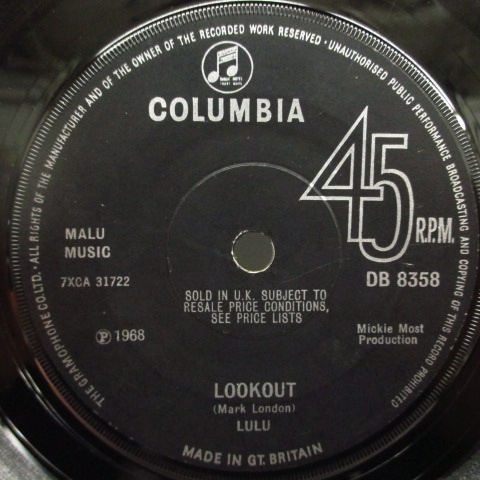 THE GRAMOPHONE CO. LTD. · ALL RIGHTS OF THE MANUFACTURER AND OF THE OWNER OF THE RECORDED WORK RESERVED · UNAUTHORISED PUBLIC PERFORMANCE BROADCASTING AND COPYING OF THIS RECORD PROHIBITED
COLUMBIA
45
R.P.M.
MALU
MUSIC
7XCA 31722
DB 8358
SOLD IN U.K. SUBJECT TO
RESALE PRICE CONDITIONS,
SEE PRICE LISTS
Ⓟ 1968
Mickie Most
Production
LOOKOUT
(Mark London)
LULU
MADE IN GT. BRITAIN